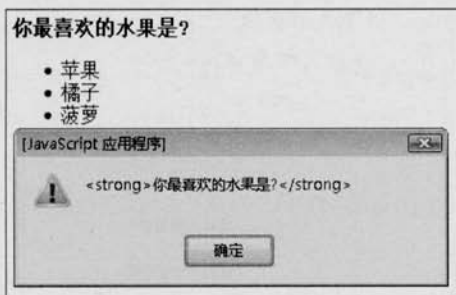 你最喜欢的水果是?
• 苹果
• 橘子
• 菠萝
[JavaScript 应用程序]
<strong>你最喜欢的水果是?</strong>
确定